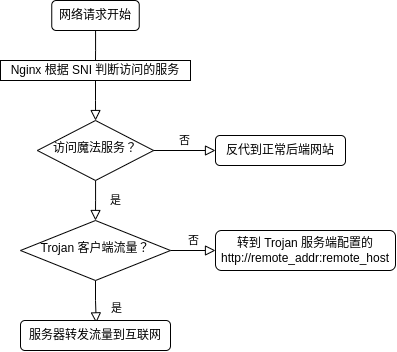 网络请求开始
Nginx 根据 SNI 判断访问的服务
访问魔法服务？
否
反代到正常后端网站
是
Trojan 客户端流量？
否
转到 Trojan 服务端配置的
http://remote_addr:remote_host
是
服务器转发流量到互联网